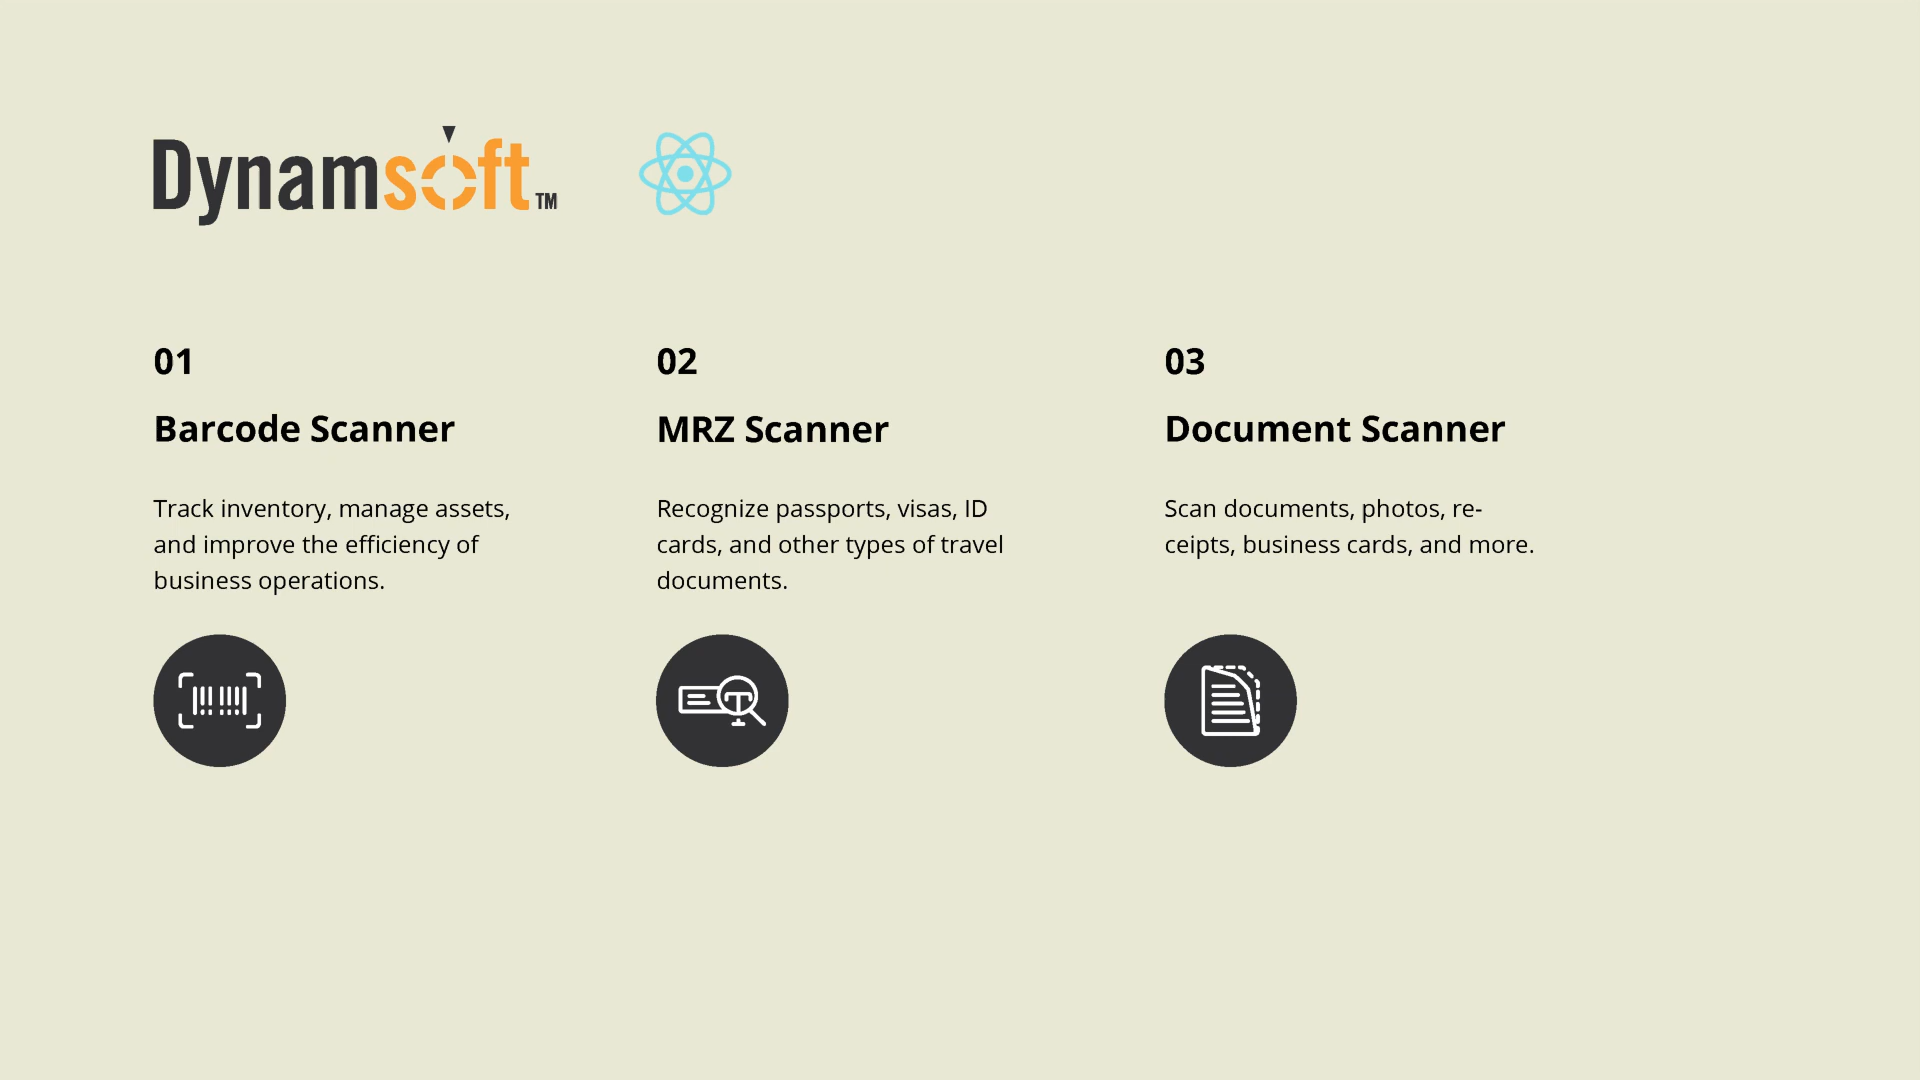 Dynamsoft TM
01
Barcode Scanner
Track inventory, manage assets,
and improve the efficiency of
business operations.
02
MRZ Scanner
Recognize passports, visas, ID
cards, and other types of travel
documents.
03
Document Scanner
Scan documents, photos, re-
ceipts, business cards, and more.